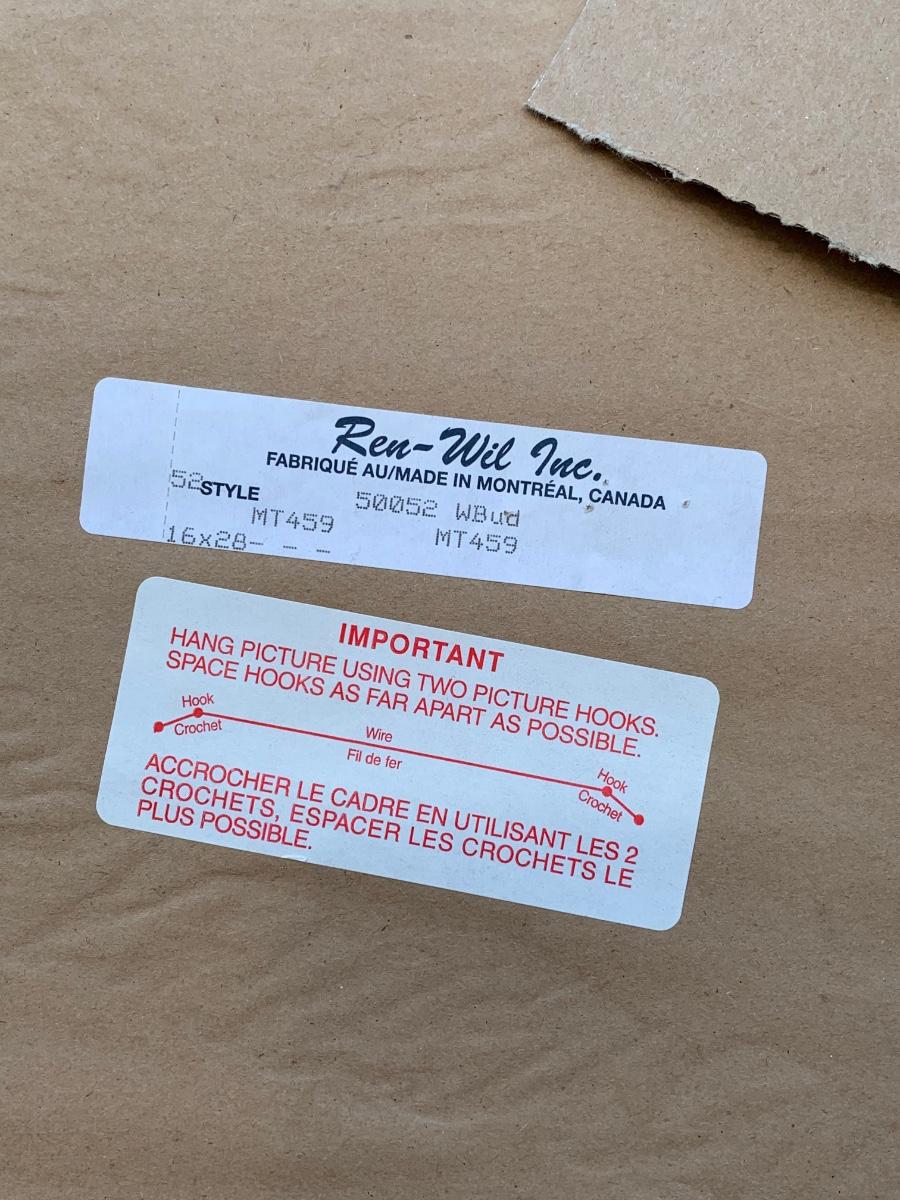 Ren-Wil Inc.
FABRIQUÉ AU/MADE IN MONTRÉAL, CANADA
52 STYLE 50052 WBud
MT459 MT459
16x28- - -
IMPORTANT
HANG PICTURE USING TWO PICTURE HOOKS.
SPACE HOOKS AS FAR APART AS POSSIBLE.
Hook
Crochet
Wire
Fil de fer
Hook
Crochet
ACCROCHER LE CADRE EN UTILISANT LES 2
CROCHETS, ESPACER LES CROCHETS LE
PLUS POSSIBLE.